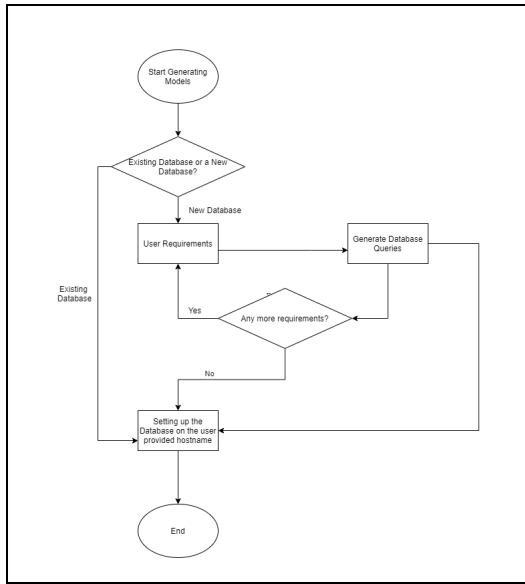 Start Generating
Models
Existing Database or a New
Database?
New Database
User Requirements
Generate Database
Queries
Existing
Database
Yes
Any more requirements?
No
Setting up the
Database on the user
provided hostname
End